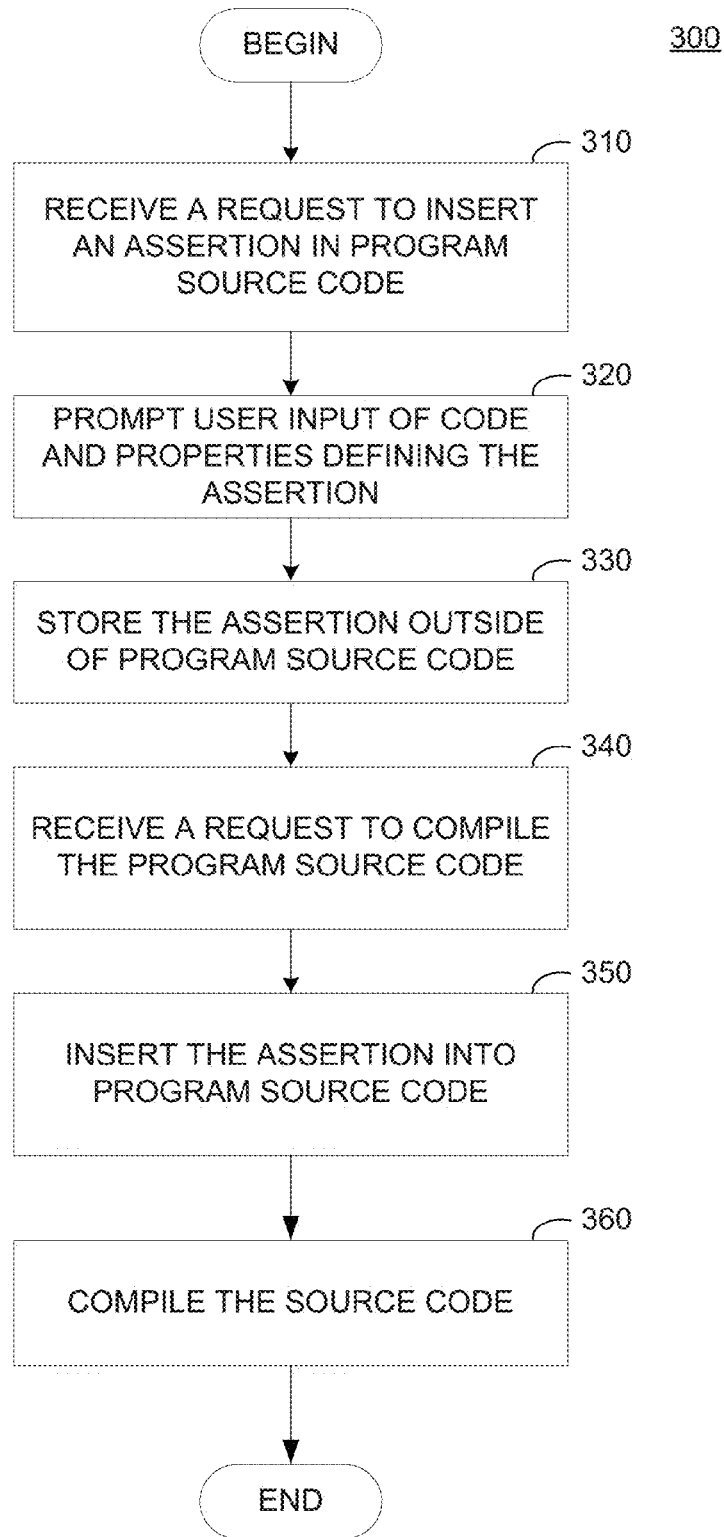 BEGIN
300
310
RECEIVE A REQUEST TO INSERT
AN ASSERTION IN PROGRAM
SOURCE CODE
320
PROMPT USER INPUT OF CODE
AND PROPERTIES DEFINING THE
ASSERTION
330
STORE THE ASSERTION OUTSIDE
OF PROGRAM SOURCE CODE
340
RECEIVE A REQUEST TO COMPILE
THE PROGRAM SOURCE CODE
350
INSERT THE ASSERTION INTO
PROGRAM SOURCE CODE
360
COMPILE THE SOURCE CODE
END